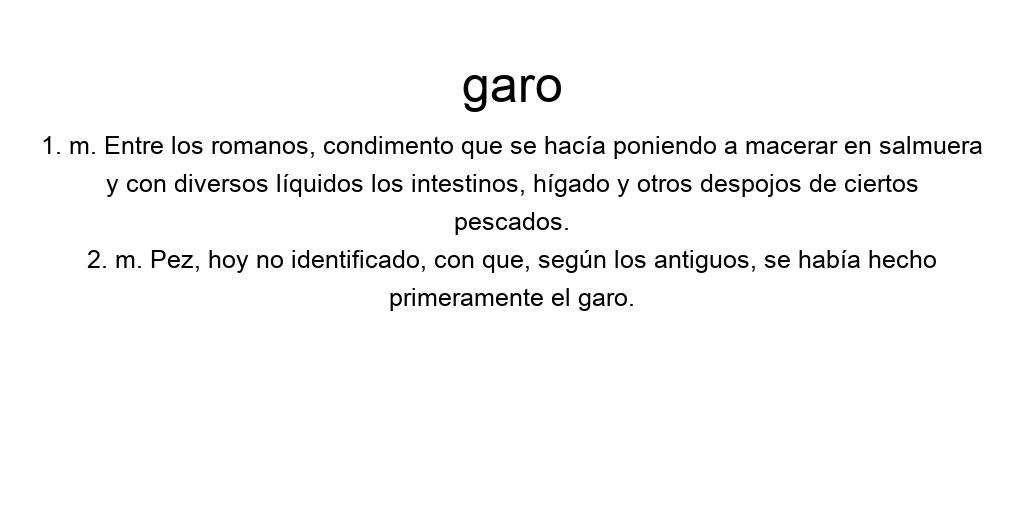 garo
1. m. Entre los romanos, condimento que se hacía poniendo a macerar en salmuera
y con diversos líquidos los intestinos, hígado y otros despojos de ciertos
pescados.
2. m. Pez, hoy no identificado, con que, según los antiguos, se había hecho
primeramente el garo.